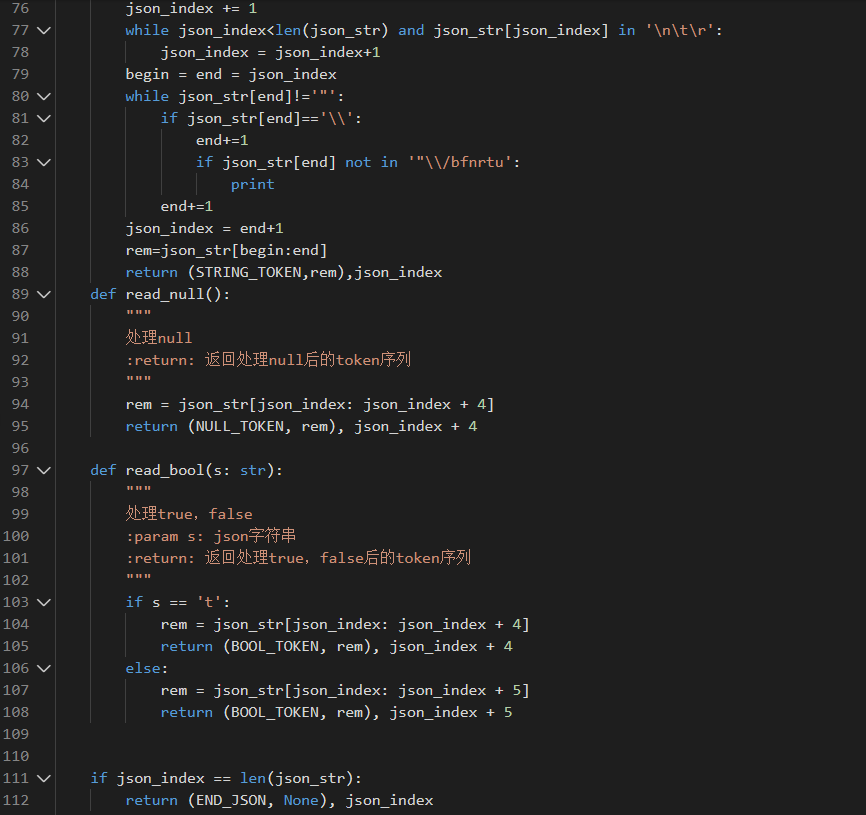 76 json_index += 1
77 while json_index<len(json_str) and json_str[json_index] in '\n\t\r':
78 json_index = json_index+1
79 begin = end = json_index
80 while json_str[end]!='"':
81 if json_str[end]=='\\':
82 end+=1
83 if json_str[end] not in '"\\/bfnrtu':
84 print
85 end+=1
86 json_index = end+1
87 rem=json_str[begin:end]
88 return (STRING_TOKEN,rem),json_index
89 def read_null():
90 """
91 处理null
92 :return: 返回处理null后的token序列
93 """
94 rem = json_str[json_index: json_index + 4]
95 return (NULL_TOKEN, rem), json_index + 4
96
97 def read_bool(s: str):
98 """
99 处理true，false
100 :param s: json字符串
101 :return: 返回处理true，false后的token序列
102 """
103 if s == 't':
104 rem = json_str[json_index: json_index + 4]
105 return (BOOL_TOKEN, rem), json_index + 4
106 else:
107 rem = json_str[json_index: json_index + 5]
108 return (BOOL_TOKEN, rem), json_index + 5
109
110
111 if json_index == len(json_str):
112 return (END_JSON, None), json_index